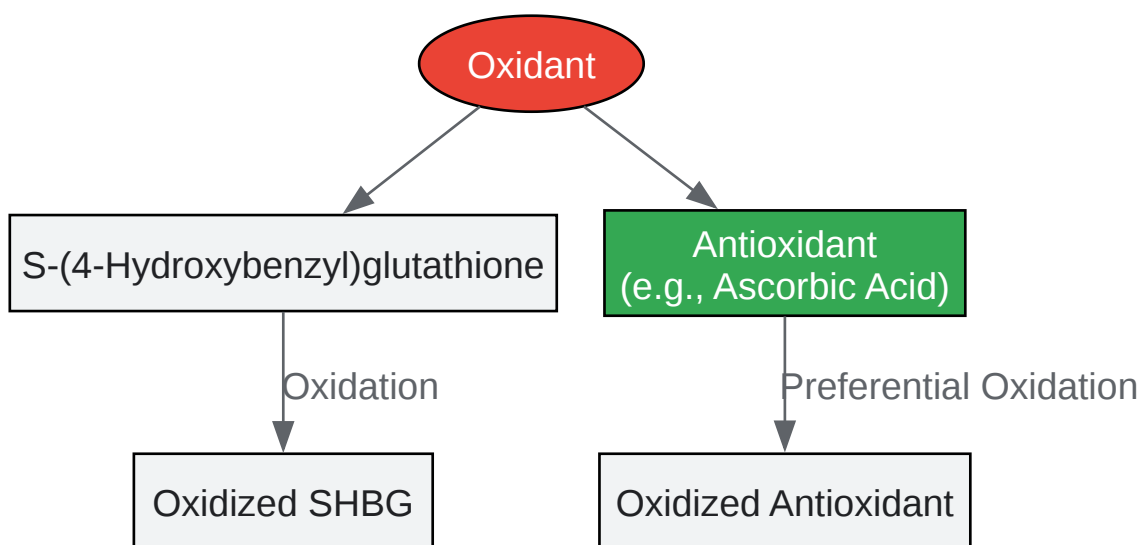 Oxidant
S-(4-Hydroxybenzyl)glutathione
Antioxidant
(e.g., Ascorbic Acid)
Oxidation
Preferential Oxidation
Oxidized SHBG
Oxidized Antioxidant